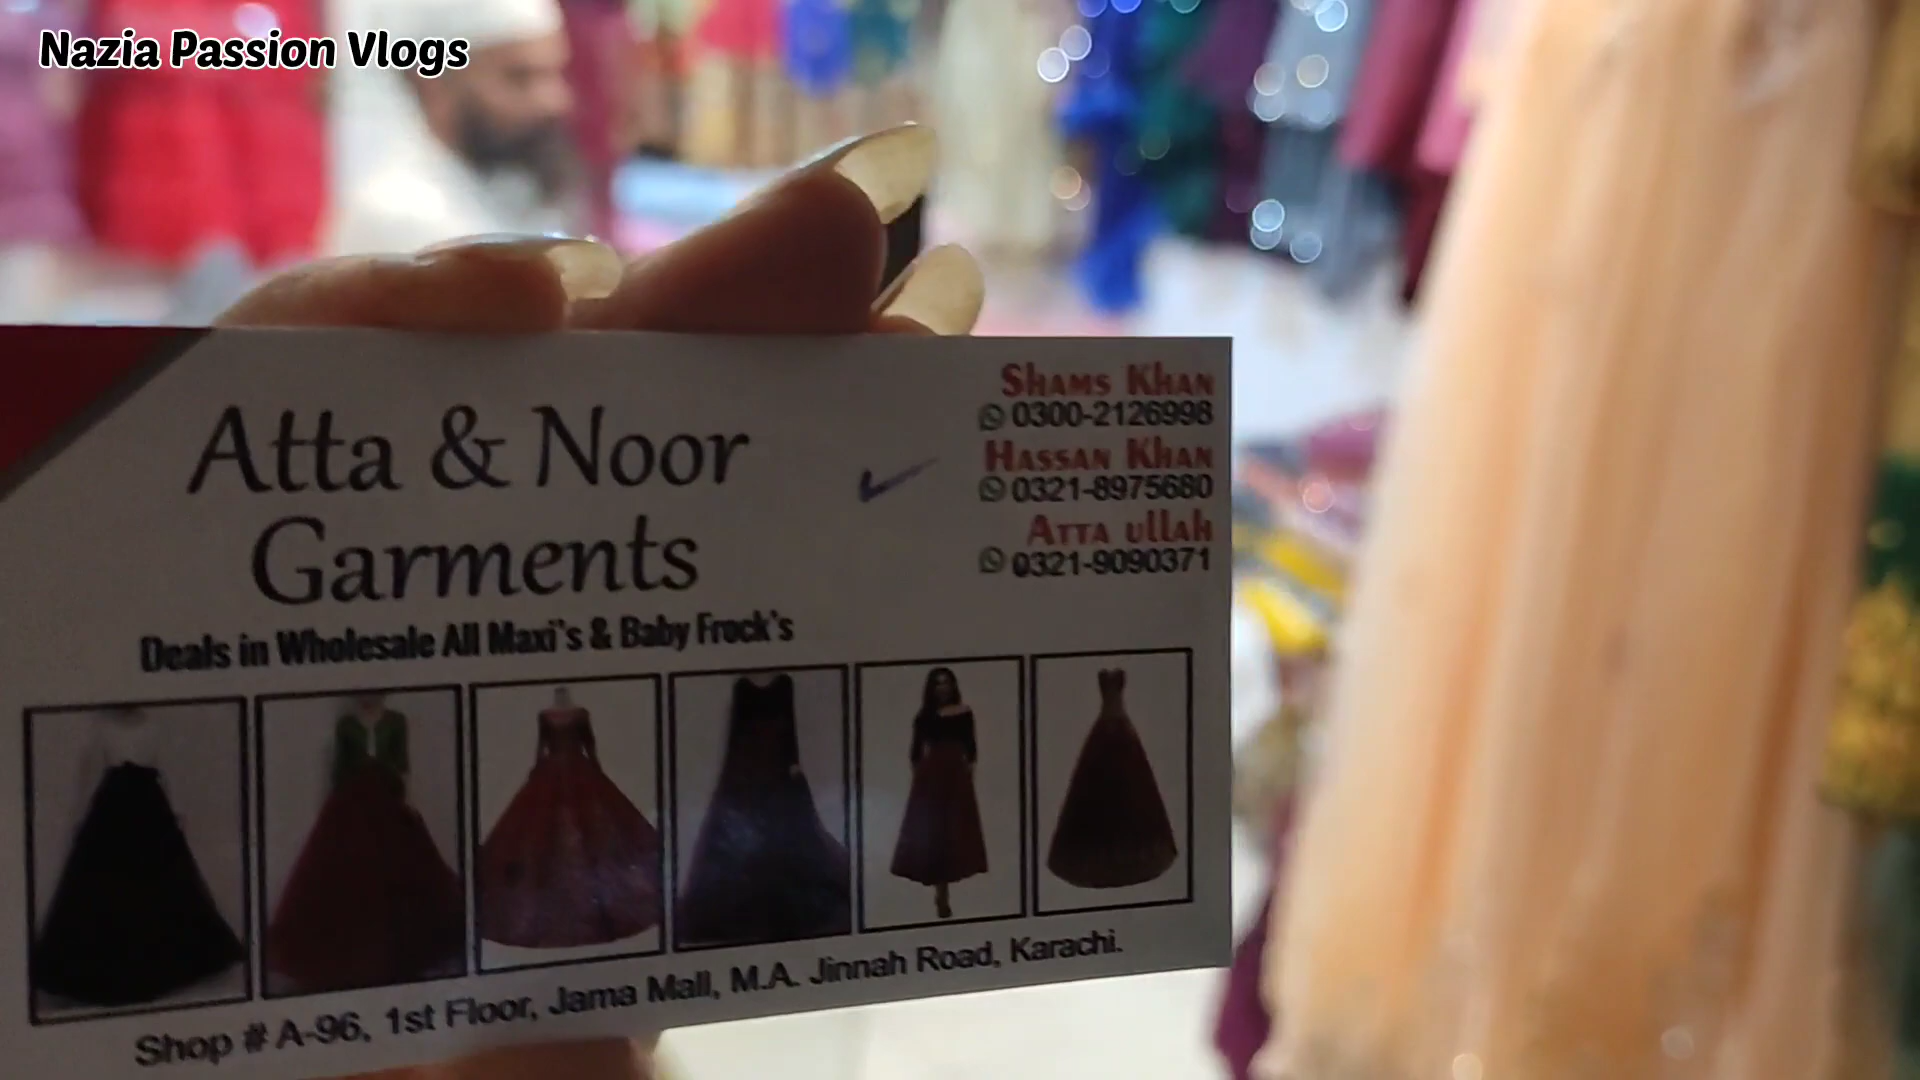 Nazia Passion Vlogs
Atta & Noor
Garments
Deals in Wholesale All Maxi's & Baby Frock's
Shams Khan
0300-2126998
Hassan Khan
0321-8975680
Atta ullah
0321-9090371
Shop # A-96, 1st Floor, Jama Mall, M.A. Jinnah Road, Karachi.